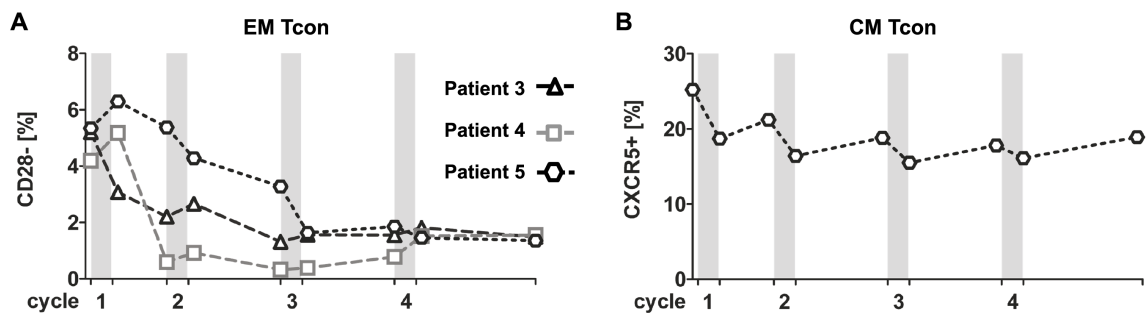 A
EM Tcon
CD28- [%]
8
6
4
2
0
cycle 1 2 3 4
Patient 3
Patient 4
Patient 5
B
CM Tcon
CXCR5+ [%]
30
20
10
0
cycle 1 2 3 4